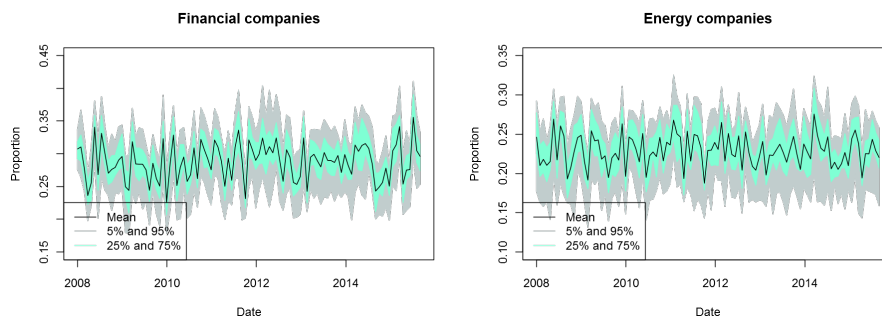 Financial companies
Proportion
0.45
0.35
0.25
0.15
Mean
5% and 95%
25% and 75%
2008 2010 2012 2014
Date
Energy companies
Proportion
0.35
0.30
0.25
0.20
0.15
0.10
Mean
5% and 95%
25% and 75%
2008 2010 2012 2014
Date